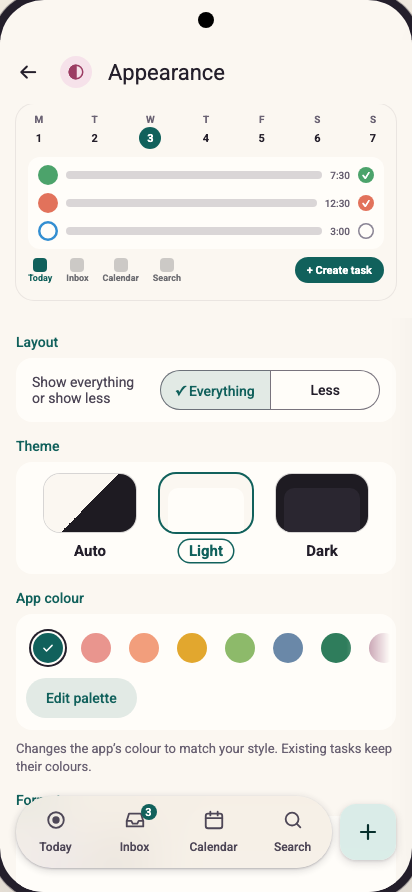 Appearance
M T W T F S S
1 2 3 4 5 6 7
7:30
12:30
3:00
Today Inbox Calendar Search
+ Create task
Layout
Show everything
or show less
✓Everything Less
Theme
Auto Light Dark
App colour
Edit palette
Changes the app's colour to match your style. Existing tasks keep
their colours.
3
Today Inbox Calendar Search
+